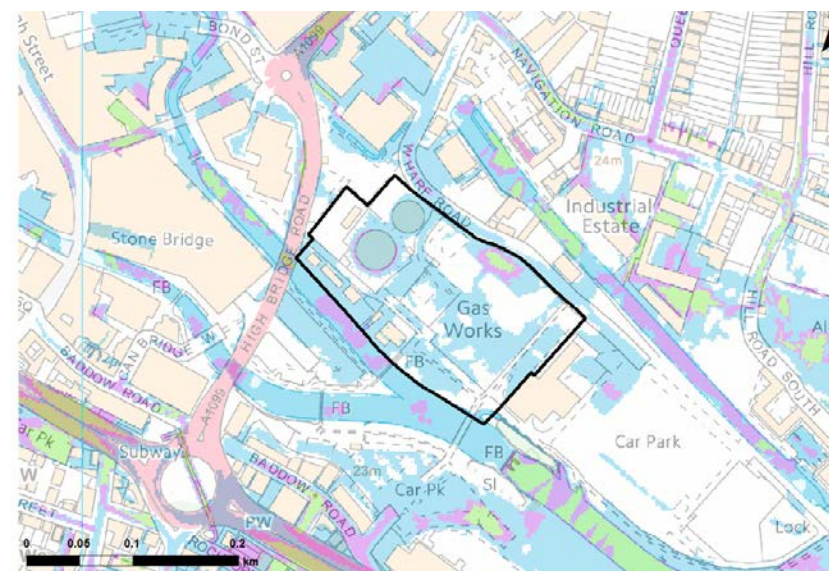 BOND ST
A1099
NAVIGATION ROAD
WHARF ROAD
24m
Industrial
Estate
Stone Bridge
FB
HIGH BRIDGE ROAD
Gas
Works
FB
BADDOW ROAD
A1099
FB
HILL ROAD SOUTH
Subway
BADDOW ROAD
23m
Car Pk
FB
Sl
Car Park
Lock
PW
0 0.05 0.1 0.2
km